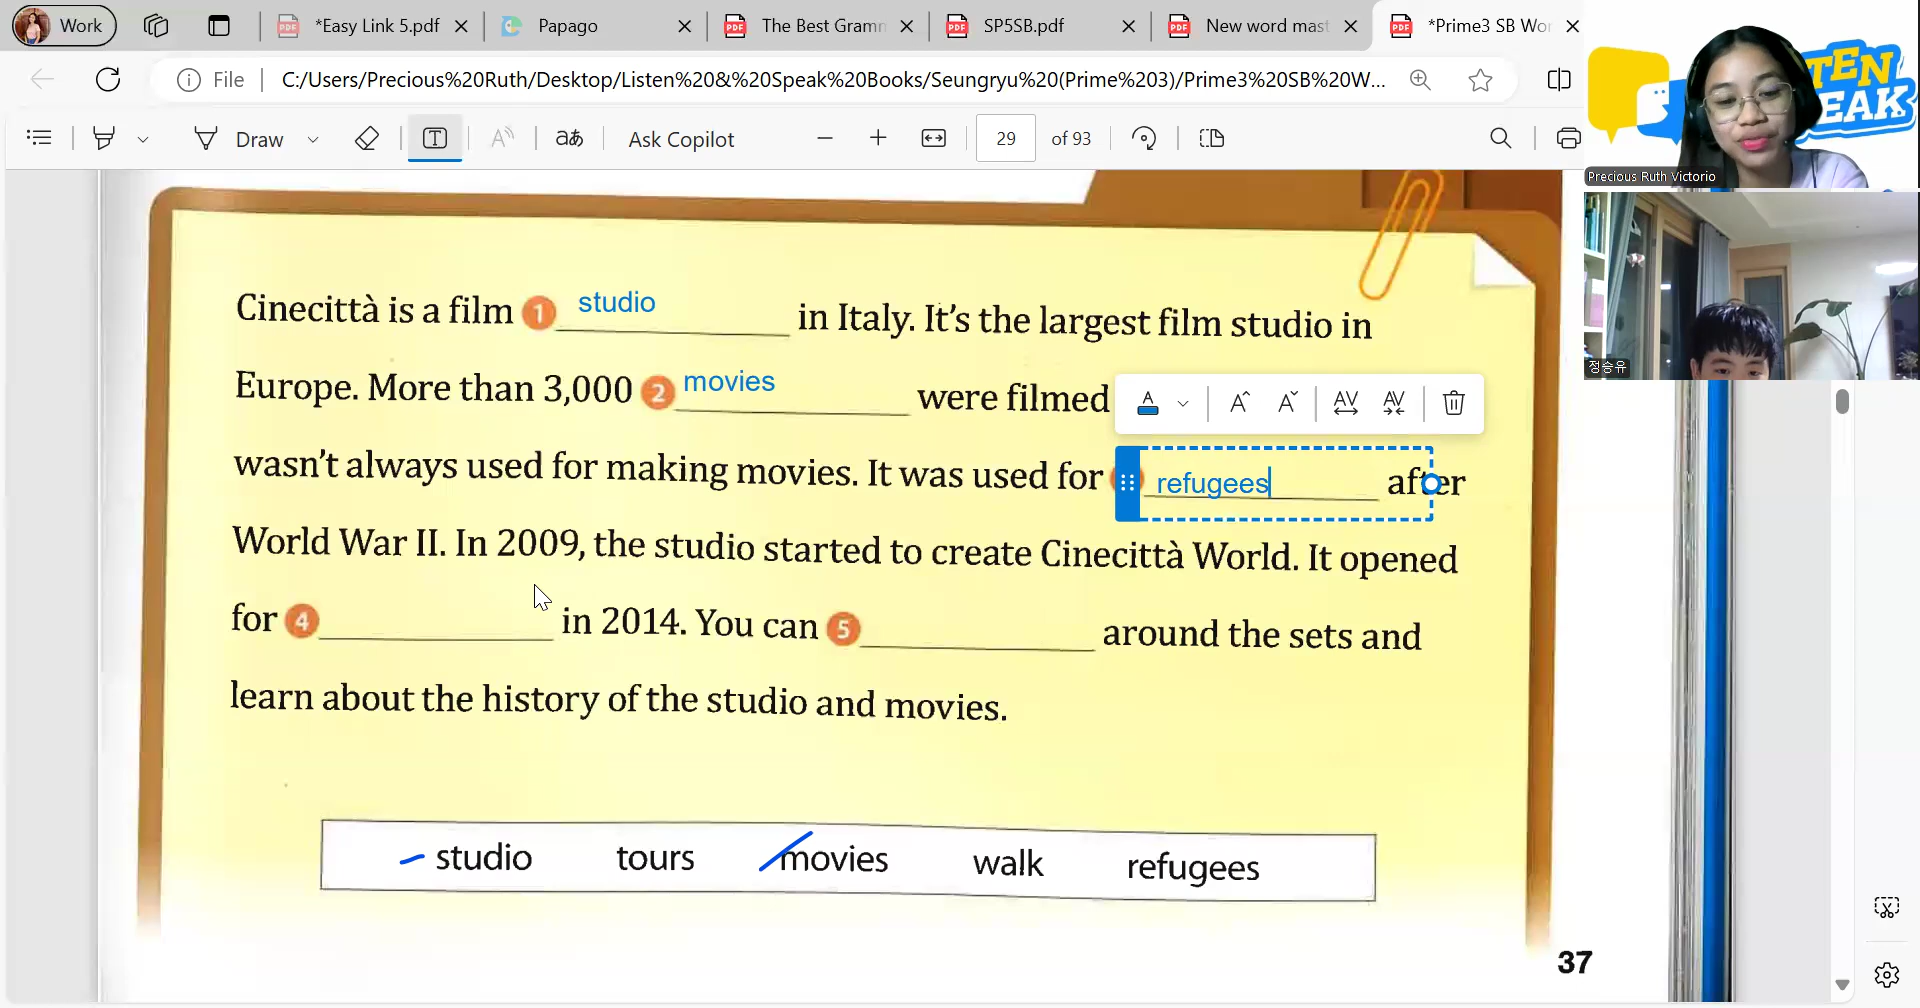 Work
*Easy Link 5.pdf
Papago
The Best Gramm
SP5SB.pdf
New word mast
*Prime3 SB Wor
File
C:/Users/Precious%20Ruth/Desktop/Listen%20&%20Speak%20Books/Seungryu%20(Prime%203)/Prime3%20SB%20W...
Draw
aあ
Ask Copilot
29
of 93
TEN
EAK
Precious Ruth Victorio
정승유
Cinecittà is a film 1 studio in Italy. It's the largest film studio in
Europe. More than 3,000 2 movies were filmed
wasn't always used for making movies. It was used for refugees after
World War II. In 2009, the studio started to create Cinecittà World. It opened
for 4 in 2014. You can 5 around the sets and
learn about the history of the studio and movies.
studio tours movies walk refugees
37